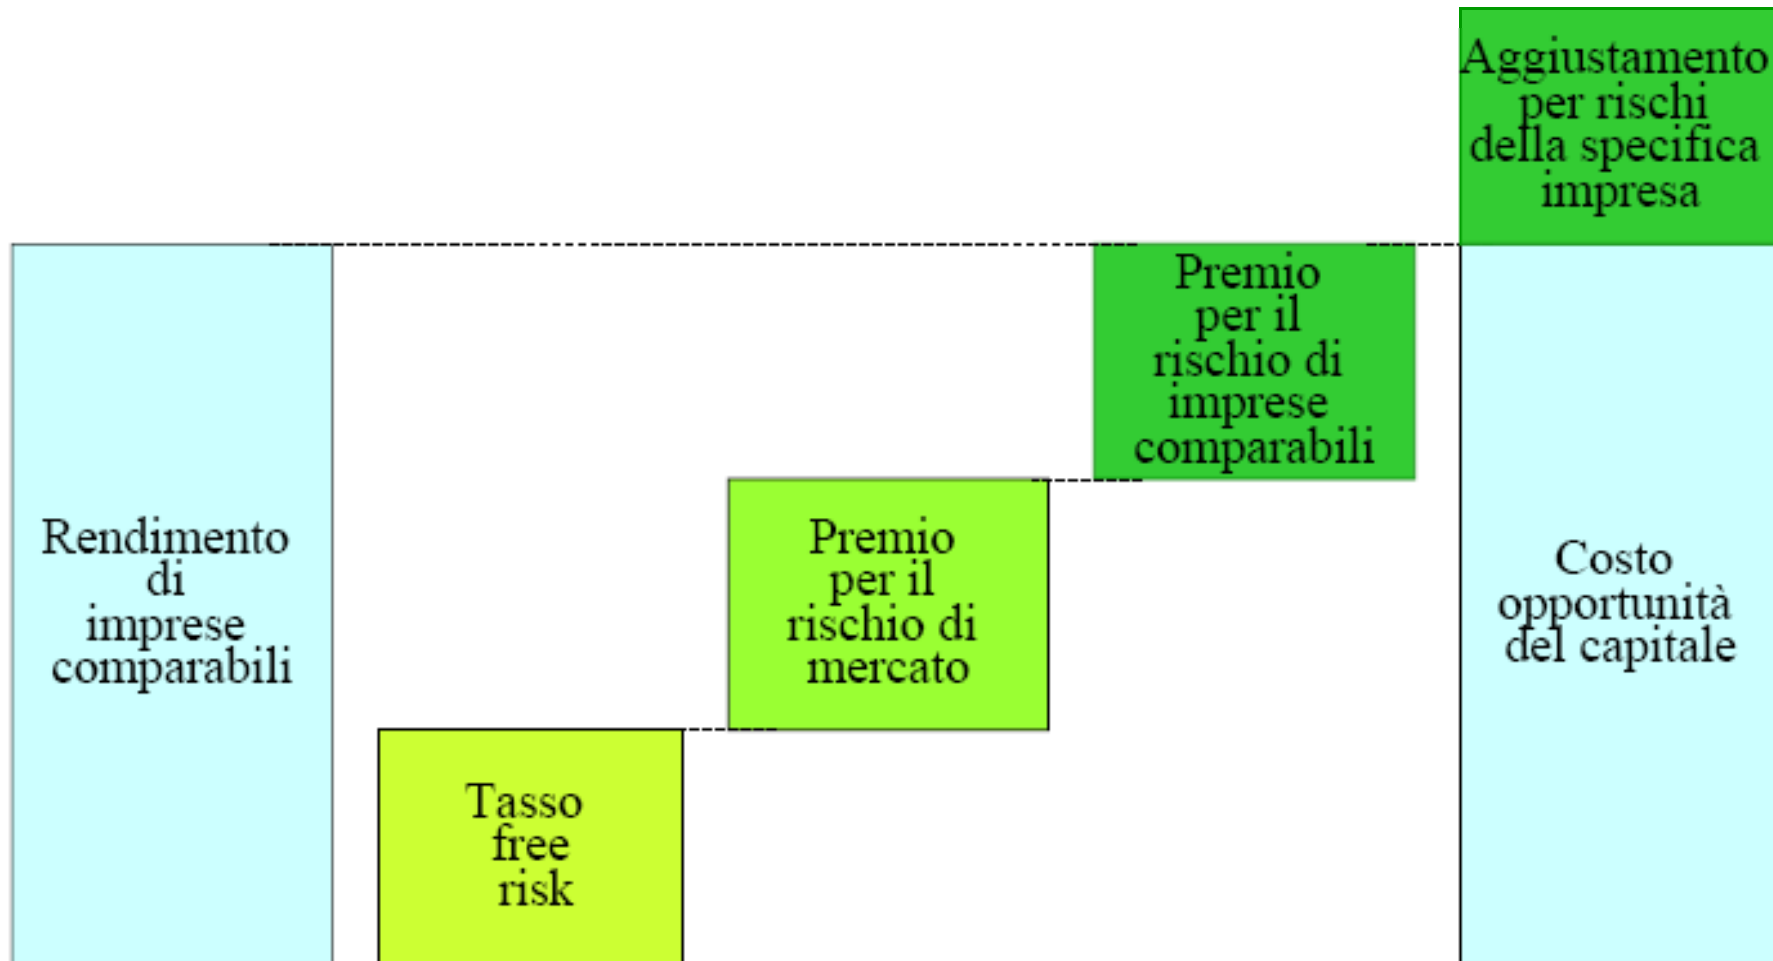 Rendimento
di
imprese
comparabili
Tasso
free
risk
Premio
per il
rischio di
mercato
Premio
per il
rischio di
imprese
comparabili
Aggiustamento
per rischi
della specifica
impresa
Costo
opportunità
del capitale